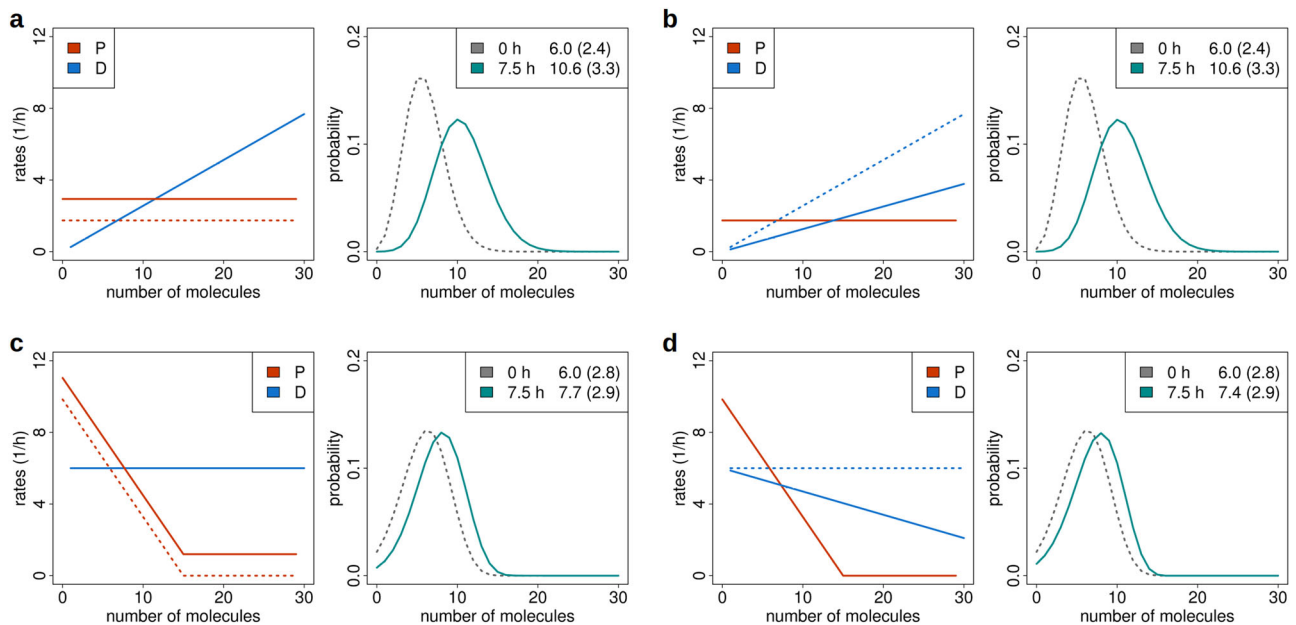 a
rates (1/h)
12
8
4
0
P
D
0 10 20 30
number of molecules
probability
0.2
0.1
0.0
0 h 6.0 (2.4)
7.5 h 10.6 (3.3)
0 10 20 30
number of molecules
b
rates (1/h)
12
8
4
0
P
D
0 10 20 30
number of molecules
probability
0.2
0.1
0.0
0 h 6.0 (2.4)
7.5 h 10.6 (3.3)
0 10 20 30
number of molecules
c
rates (1/h)
12
8
4
0
P
D
0 10 20 30
number of molecules
probability
0.2
0.1
0.0
0 h 6.0 (2.8)
7.5 h 7.7 (2.9)
0 10 20 30
number of molecules
d
rates (1/h)
12
8
4
0
P
D
0 10 20 30
number of molecules
probability
0.2
0.1
0.0
0 h 6.0 (2.8)
7.5 h 7.4 (2.9)
0 10 20 30
number of molecules